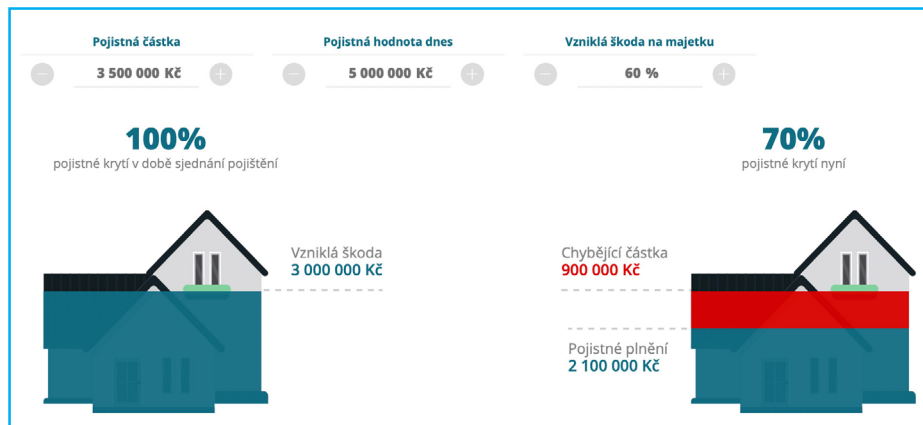 Pojistná částka
3 500 000 Kč
Pojistná hodnota dnes
5 000 000 Kč
Vzniklá škoda na majetku
60 %
100%
pojistné krytí v době sjednání pojištění
70%
pojistné krytí nyní
Vzniklá škoda
3 000 000 Kč
Chybějící částka
900 000 Kč
Pojistné plnění
2 100 000 Kč